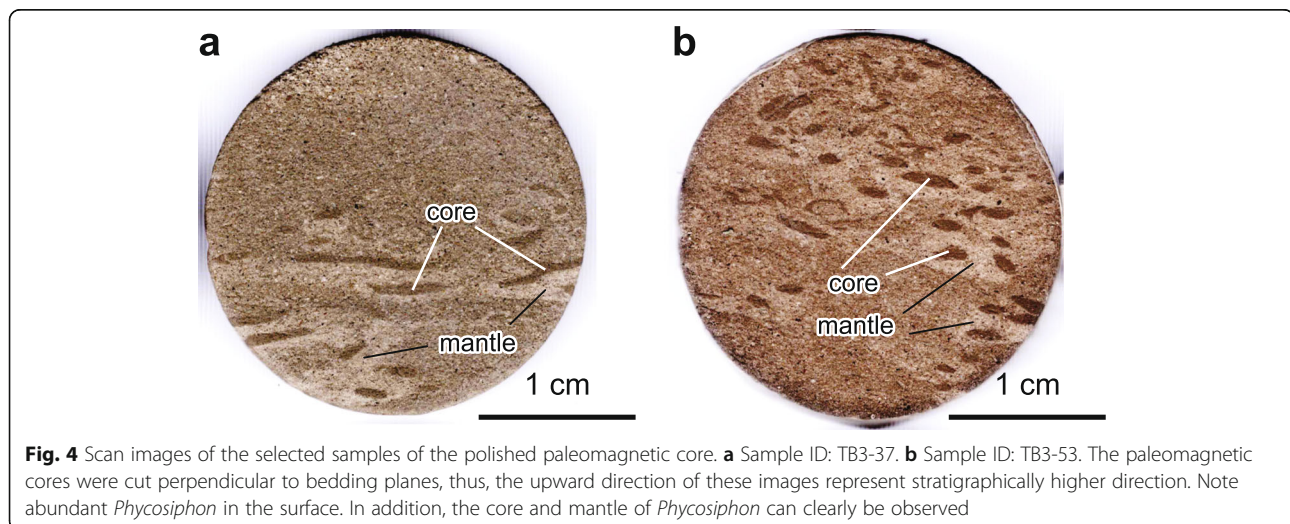 a
b
core
core
mantle
mantle
1 cm
1 cm
Fig. 4 Scan images of the selected samples of the polished paleomagnetic core. a Sample ID: TB3-37. b Sample ID: TB3-53. The paleomagnetic
cores were cut perpendicular to bedding planes, thus, the upward direction of these images represent stratigraphically higher direction. Note
abundant Phycosiphon in the surface. In addition, the core and mantle of Phycosiphon can clearly be observed